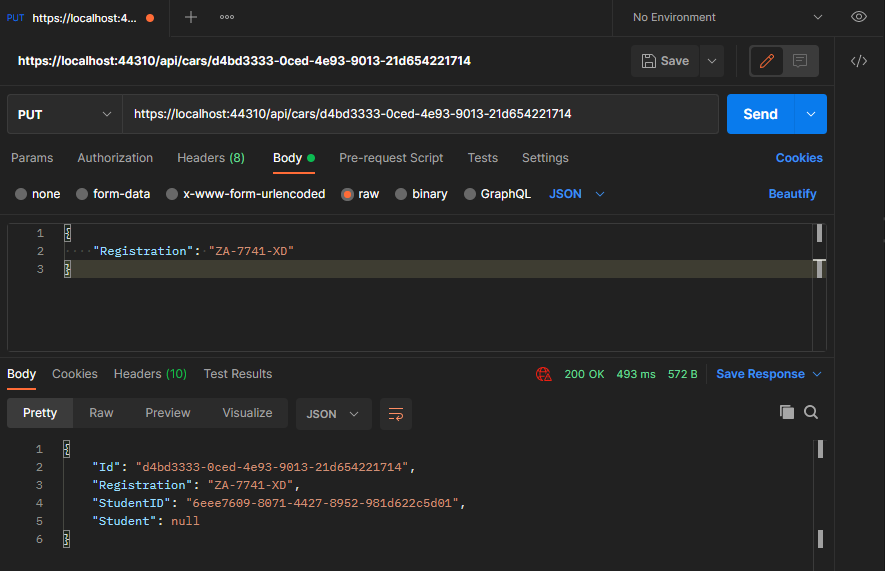 PUT https://localhost:44...
No Environment
https://localhost:44310/api/cars/d4bd3333-0ced-4e93-9013-21d654221714
Save
PUT https://localhost:44310/api/cars/d4bd3333-0ced-4e93-9013-21d654221714 Send
Params Authorization Headers (8) Body Pre-request Script Tests Settings Cookies
none form-data x-www-form-urlencoded raw binary GraphQL JSON Beautify
1 {
2 "Registration": "ZA-7741-XD"
3 }
Body Cookies Headers (10) Test Results 200 OK 493 ms 572 B Save Response
Pretty Raw Preview Visualize JSON
1 {
2 "Id": "d4bd3333-0ced-4e93-9013-21d654221714",
3 "Registration": "ZA-7741-XD",
4 "StudentID": "6eee7609-8071-4427-8952-981d622c5d01",
5 "Student": null
6 }